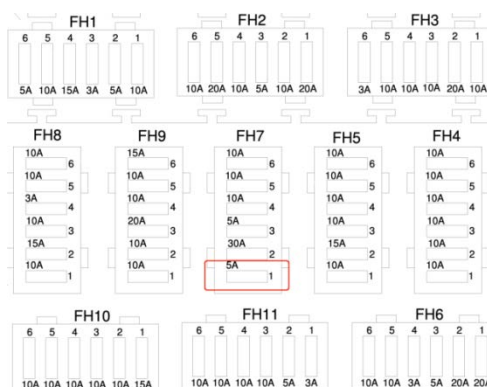 FH1 FH2 FH3
6 5 4 3 2 1 6 5 4 3 2 1 6 5 4 3 2 1
5A 10A 15A 3A 5A 10A 10A 20A 10A 5A 10A 20A 3A 10A 10A 10A 20A 10A
FH8 FH9 FH7 FH5 FH4
10A 15A 10A 10A 10A
6 6 6 6 6
10A 10A 10A 10A 10A
5 5 5 5 5
3A 10A 10A 10A 10A
4 4 4 4 4
10A 20A 5A 10A 10A
3 3 3 3 3
15A 10A 30A 15A 10A
2 2 2 2 2
10A 10A 5A 10A 10A
1 1 1 1 1
FH10 FH11 FH6
6 5 4 3 2 1 6 5 4 3 2 1 6 5 4 3 2 1
10A 10A 10A 10A 10A 15A 10A 10A 10A 10A 5A 3A 10A 10A 3A 5A 20A 20A